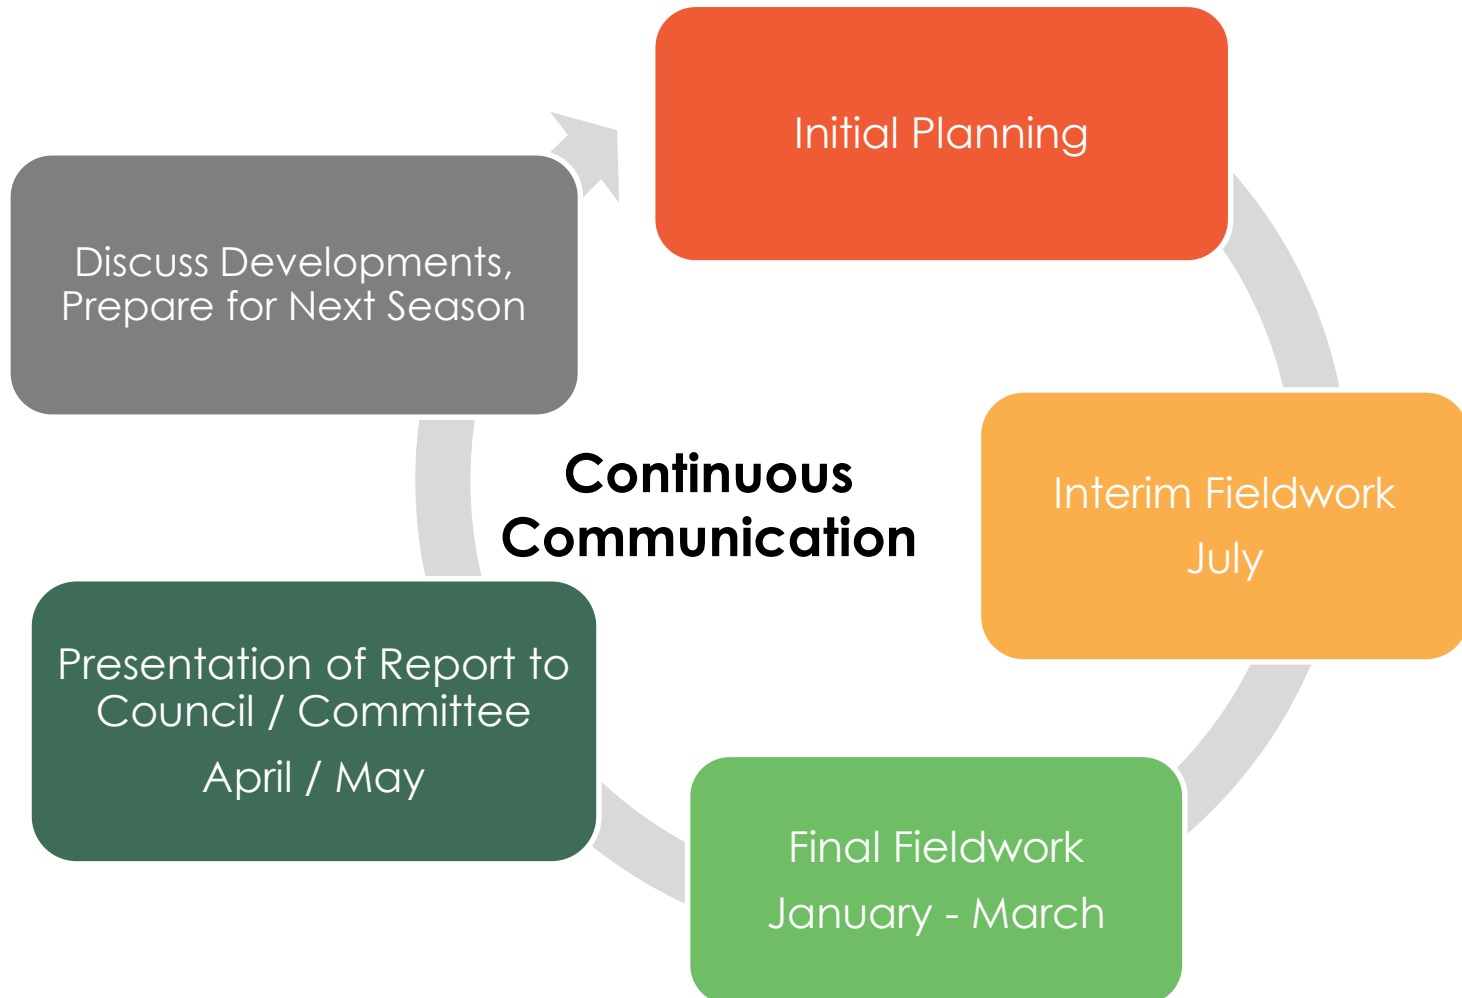 Initial Planning
Discuss Developments,
Prepare for Next Season
Continuous
Communication
Interim Fieldwork
July
Presentation of Report to
Council / Committee
April / May
Final Fieldwork
January - March